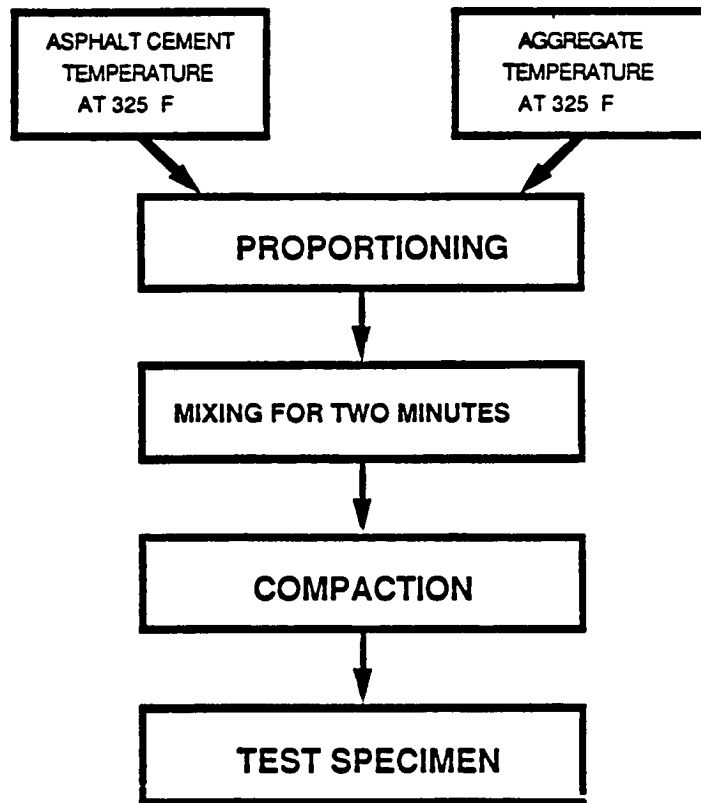 ASPHALT CEMENT
TEMPERATURE
AT 325 F
AGGREGATE
TEMPERATURE
AT 325 F
PROPORTIONING
MIXING FOR TWO MINUTES
COMPACTION
TEST SPECIMEN